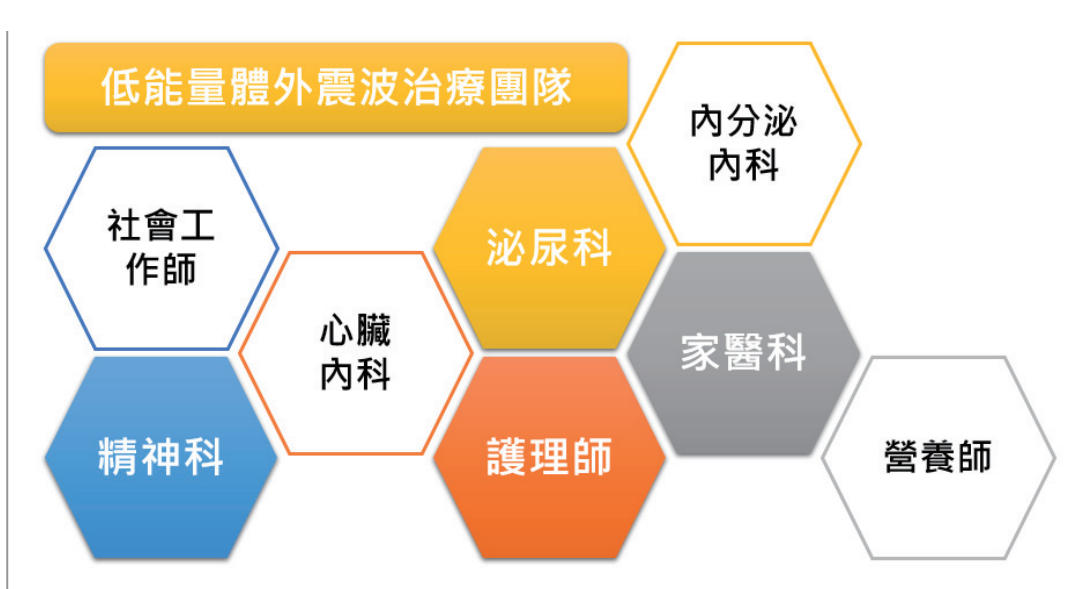 低能量體外震波治療團隊
內分泌
內科
社會工
作師
泌尿科
心臟
內科
家醫科
精神科
護理師
營養師